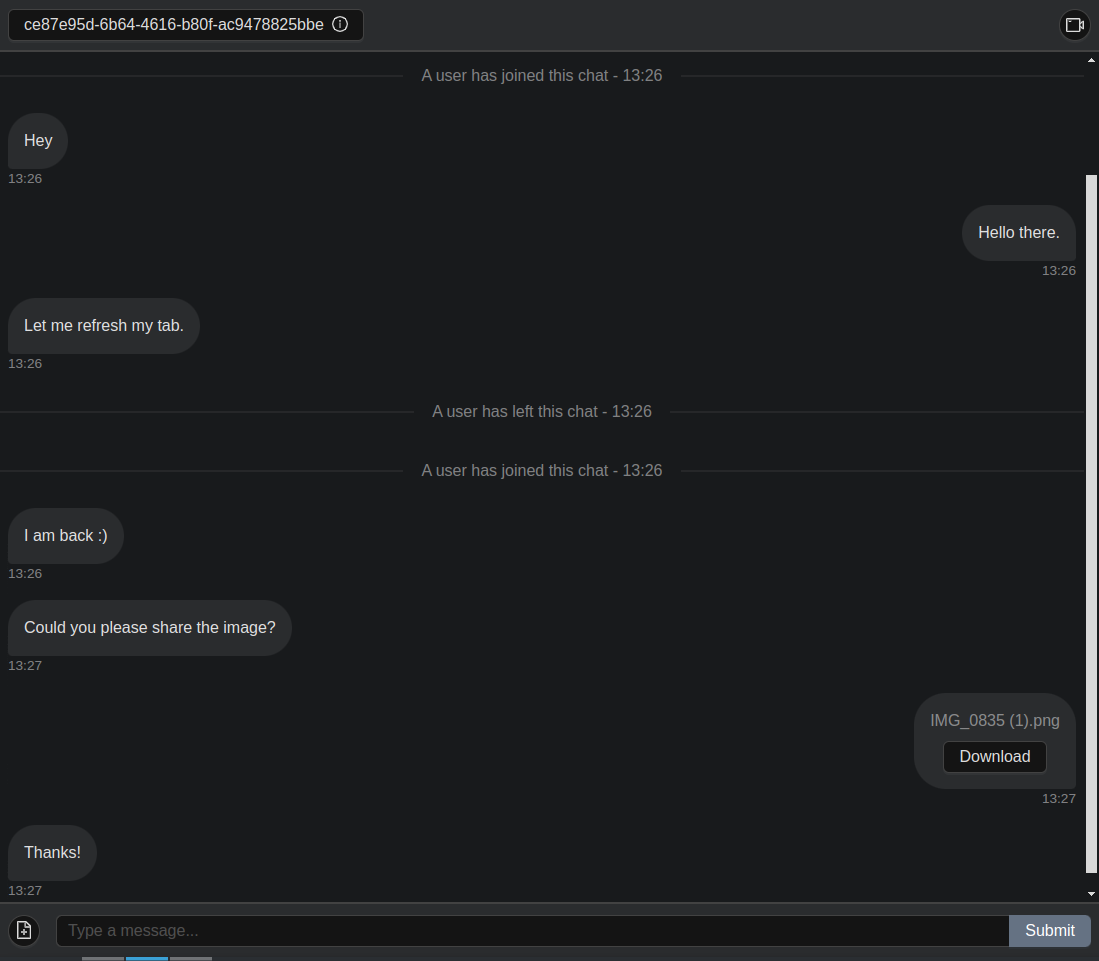 ce87e95d-6b64-4616-b80f-ac9478825bbe
A user has joined this chat - 13:26
Hey
13:26
Hello there.
13:26
Let me refresh my tab.
13:26
A user has left this chat - 13:26
A user has joined this chat - 13:26
I am back :)
13:26
Could you please share the image?
13:27
IMG_0835 (1).png
Download
13:27
Thanks!
13:27
Type a message...
Submit